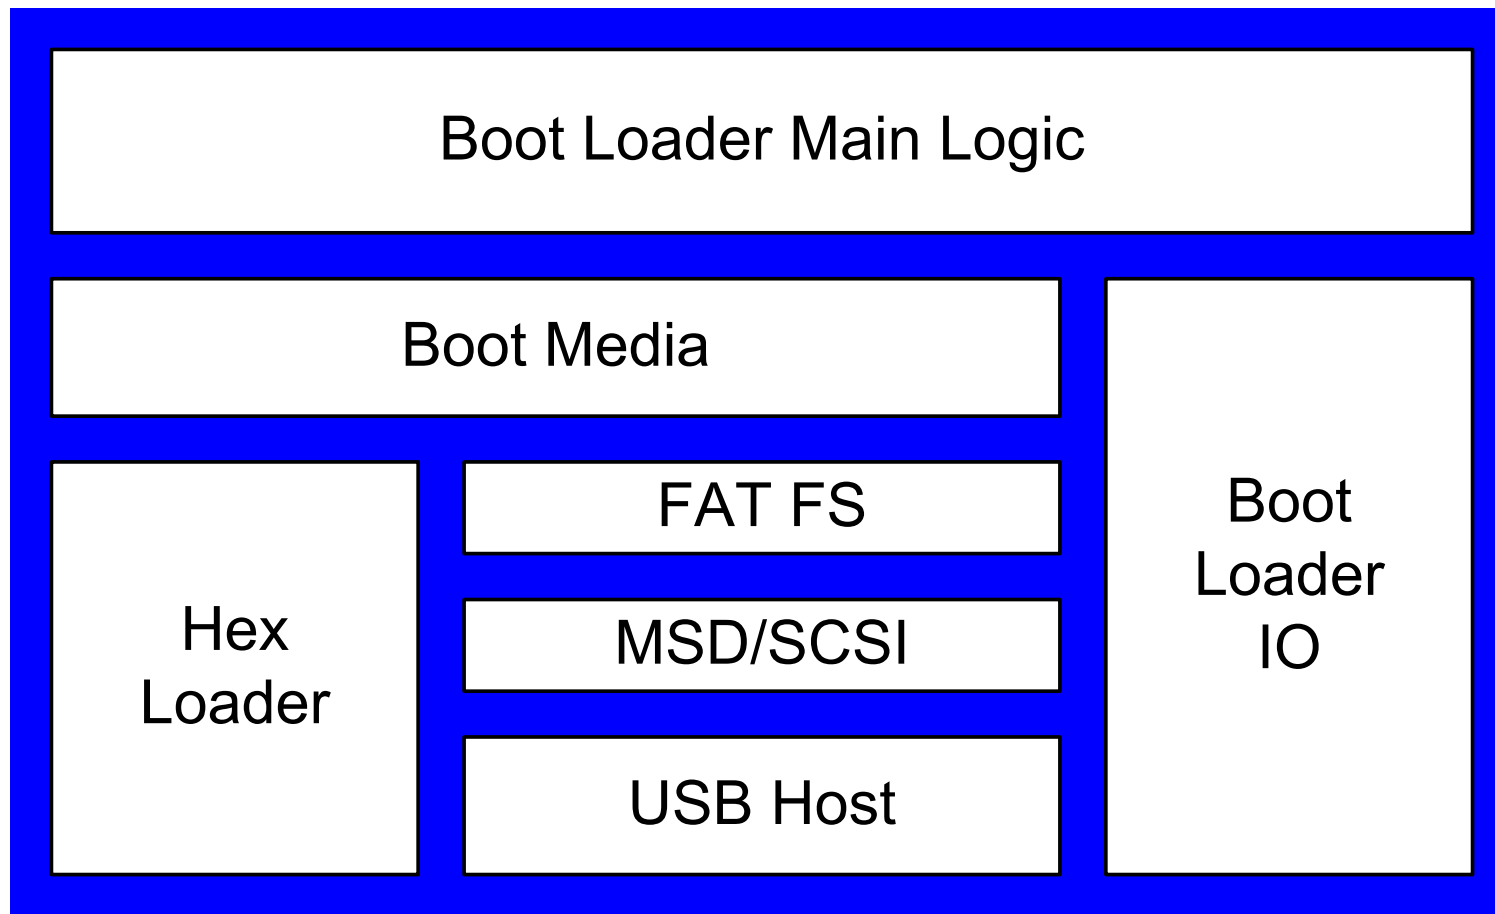 Boot Loader Main Logic
Boot Media
Hex
Loader
FAT FS
MSD/SCSI
USB Host
Boot
Loader
IO